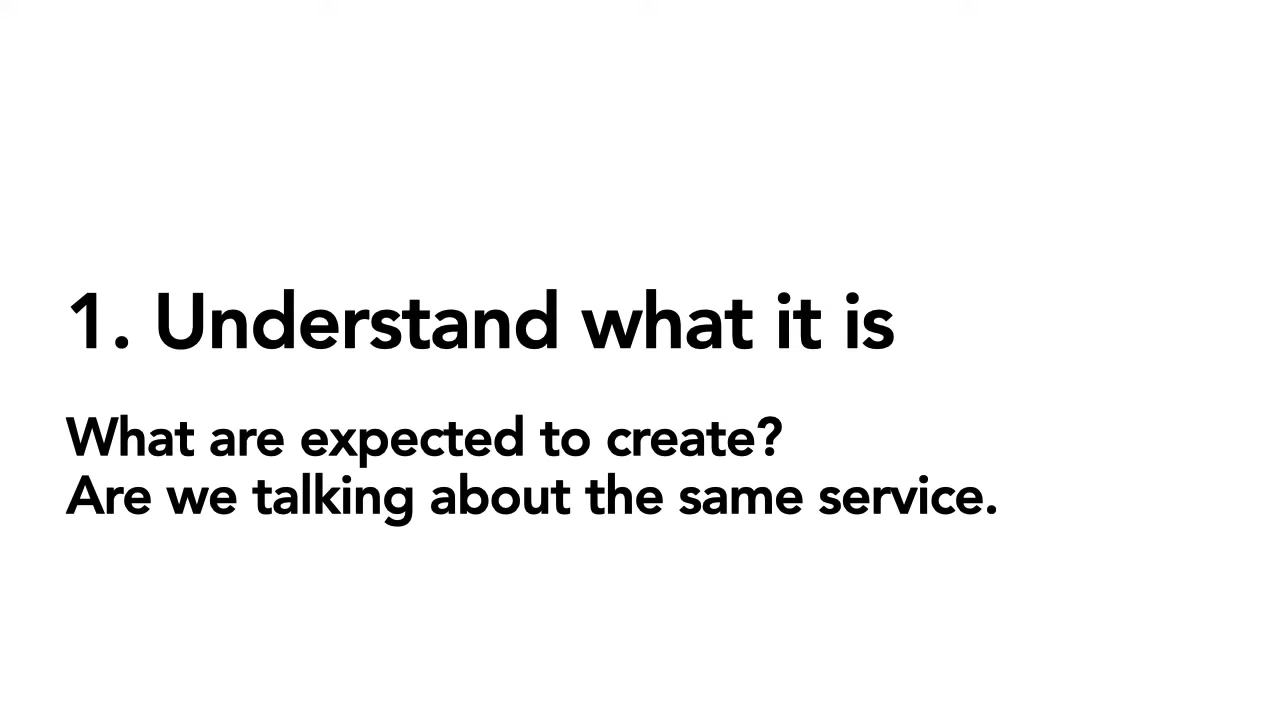 1. Understand what it is
What are expected to create?
Are we talking about the same service.